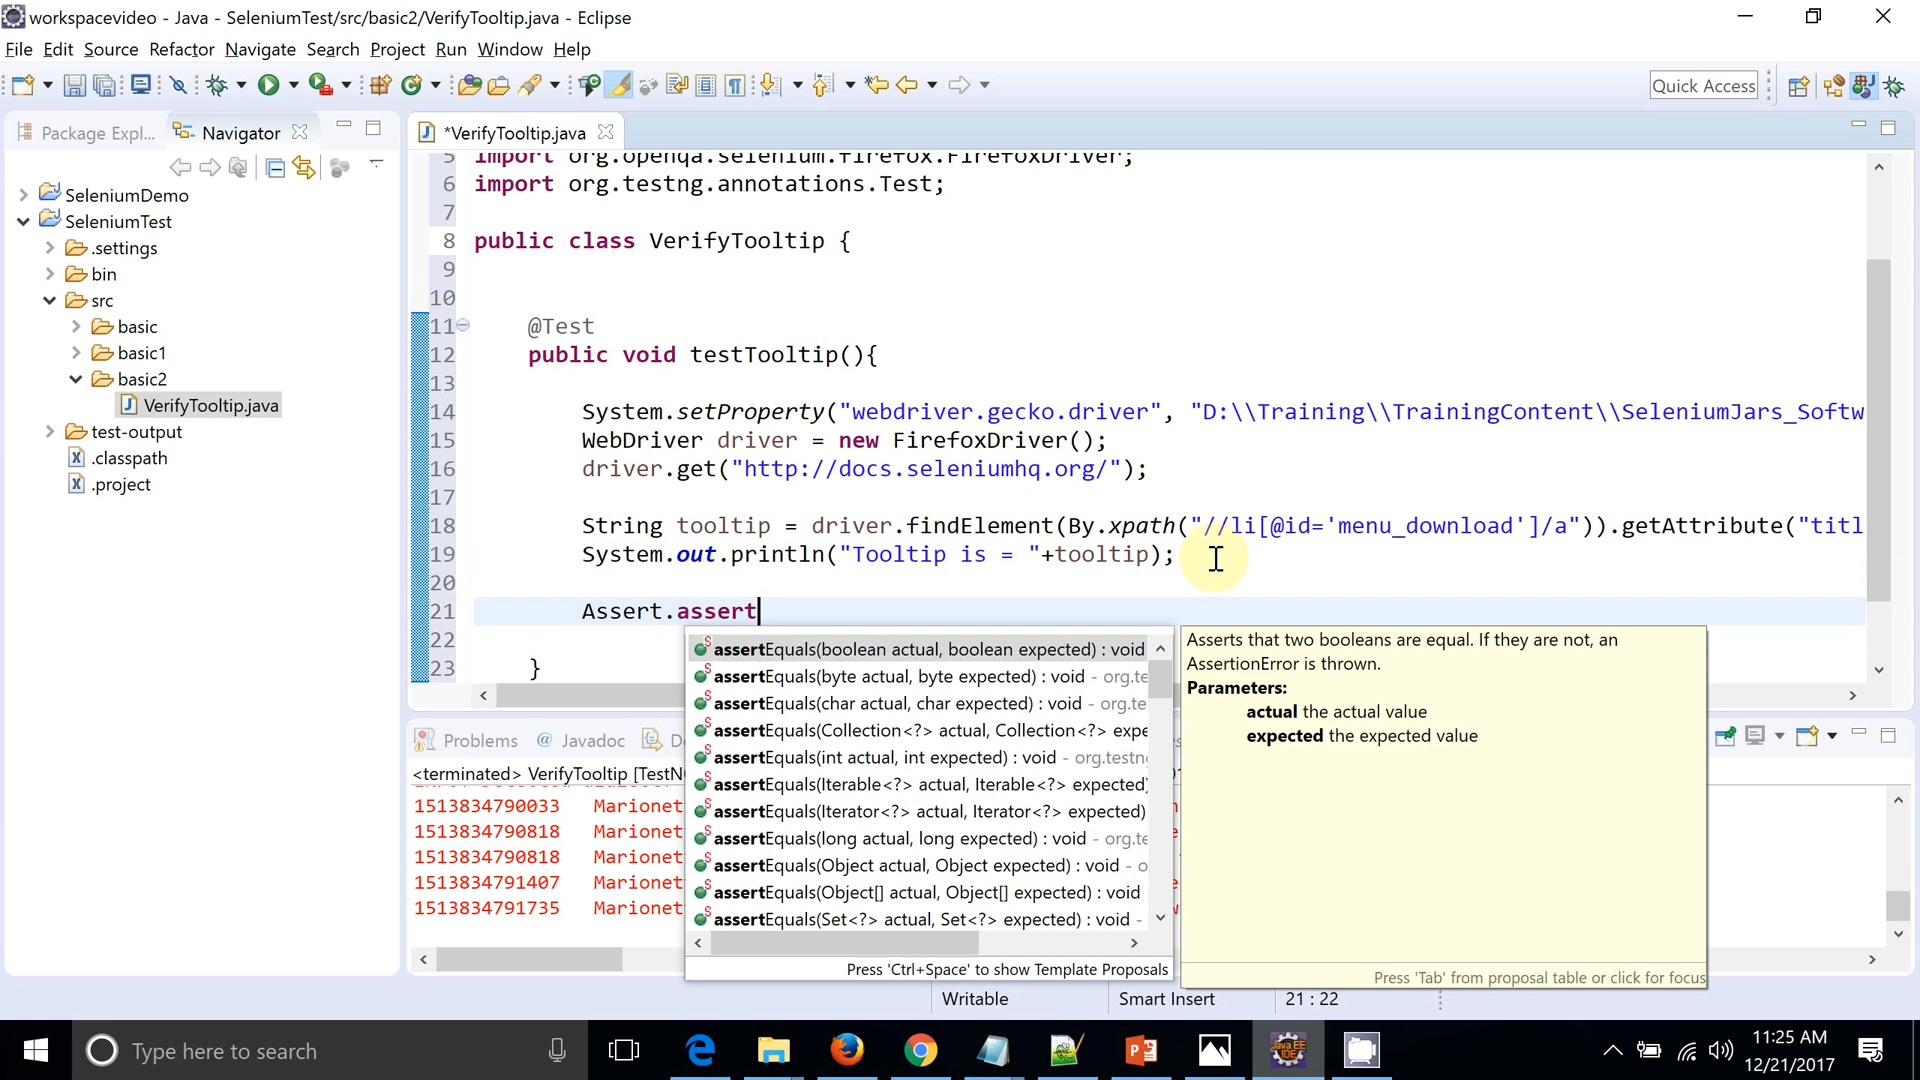 workspacevideo - Java - SeleniumTest/src/basic2/VerifyTooltip.java - Eclipse
File Edit Source Refactor Navigate Search Project Run Window Help
Quick Access
Package Expl...
Navigator
*VerifyTooltip.java
SeleniumDemo
SeleniumTest
.settings
bin
src
basic
basic1
basic2
VerifyTooltip.java
test-output
.classpath
.project
5 import org.openqa.selenium.firefox.FirefoxDriver;
6 import org.testng.annotations.Test;
7
8 public class VerifyTooltip {
9
10
11 @Test
12 public void testTooltip(){
13
14 System.setProperty("webdriver.gecko.driver", "D:\\Training\\TrainingContent\\SeleniumJars_Softw
15 WebDriver driver = new FirefoxDriver();
16 driver.get("http://docs.seleniumhq.org/");
17
18 String tooltip = driver.findElement(By.xpath("//li[@id='menu_download']/a")).getAttribute("titl
19 System.out.println("Tooltip is = "+tooltip);
20
21 Assert.assert
22
23 }
assertEquals(boolean actual, boolean expected) : void
assertEquals(byte actual, byte expected) : void - org.te
assertEquals(char actual, char expected) : void - org.te
assertEquals(Collection<?> actual, Collection<?> expe
assertEquals(int actual, int expected) : void - org.testn
assertEquals(Iterable<?> actual, Iterable<?> expected)
assertEquals(Iterator<?> actual, Iterator<?> expected)
assertEquals(long actual, long expected) : void - org.te
assertEquals(Object actual, Object expected) : void - o
assertEquals(Object[] actual, Object[] expected) : void
assertEquals(Set<?> actual, Set<?> expected) : void -
Press 'Ctrl+Space' to show Template Proposals
Asserts that two booleans are equal. If they are not, an
AssertionError is thrown.
Parameters:
actual the actual value
expected the expected value
Press 'Tab' from proposal table or click for focus
Problems
@ Javadoc
<terminated> VerifyTooltip [TestN
1513834790033 Marionet
1513834790818 Marionet
1513834790818 Marionet
1513834791407 Marionet
1513834791735 Marionet
Writable
Smart Insert
21 : 22
Type here to search
Java EE
IDE
11:25 AM
12/21/2017